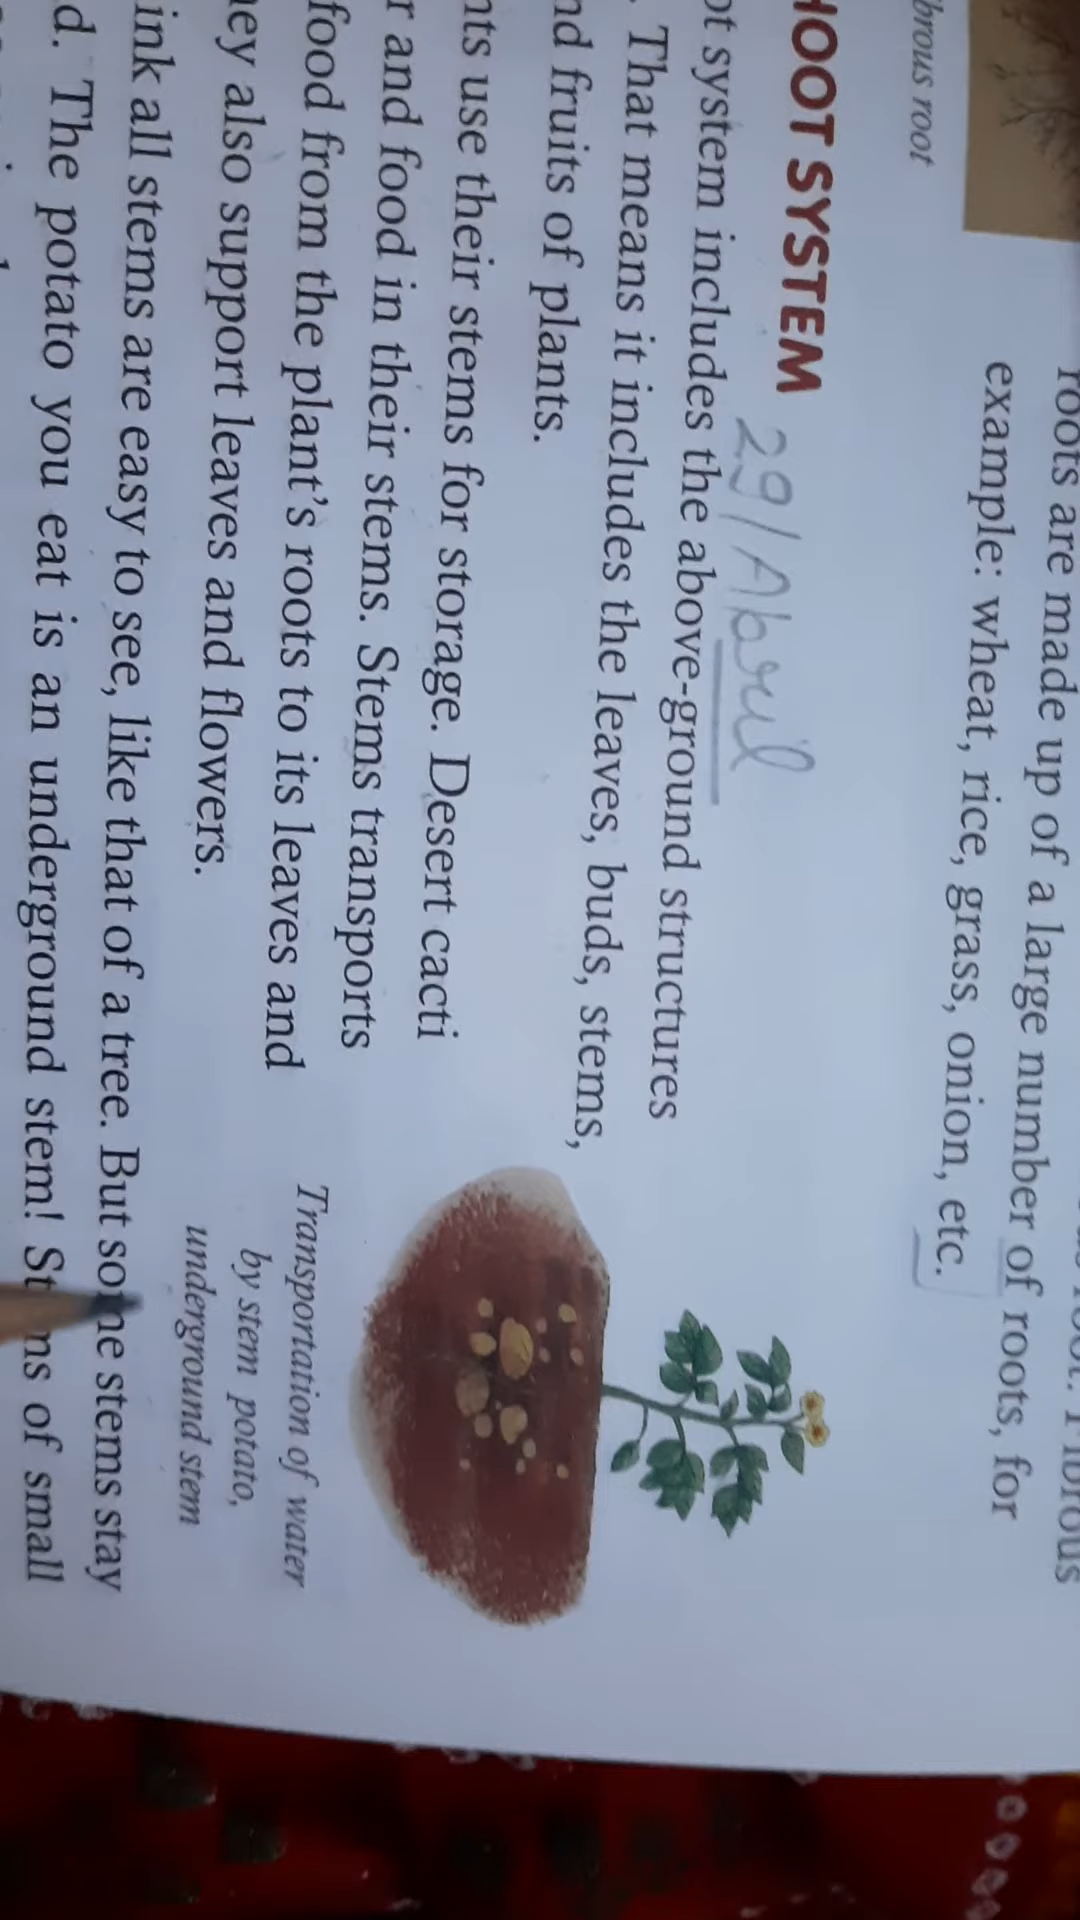 roots are made up of a large number of roots, for
example: wheat, rice, grass, onion, etc.
brous root
HOOT SYSTEM
29/Abril
ot system includes the above-ground structures
. That means it includes the leaves, buds, stems,
nd fruits of plants.
nts use their stems for storage. Desert cacti
r and food in their stems. Stems transports
food from the plant's roots to its leaves and
ney also support leaves and flowers.
Transportation of water
by stem potato,
underground stem
ink all stems are easy to see, like that of a tree. But some stems stay
d. The potato you eat is an underground stem! Stems of small